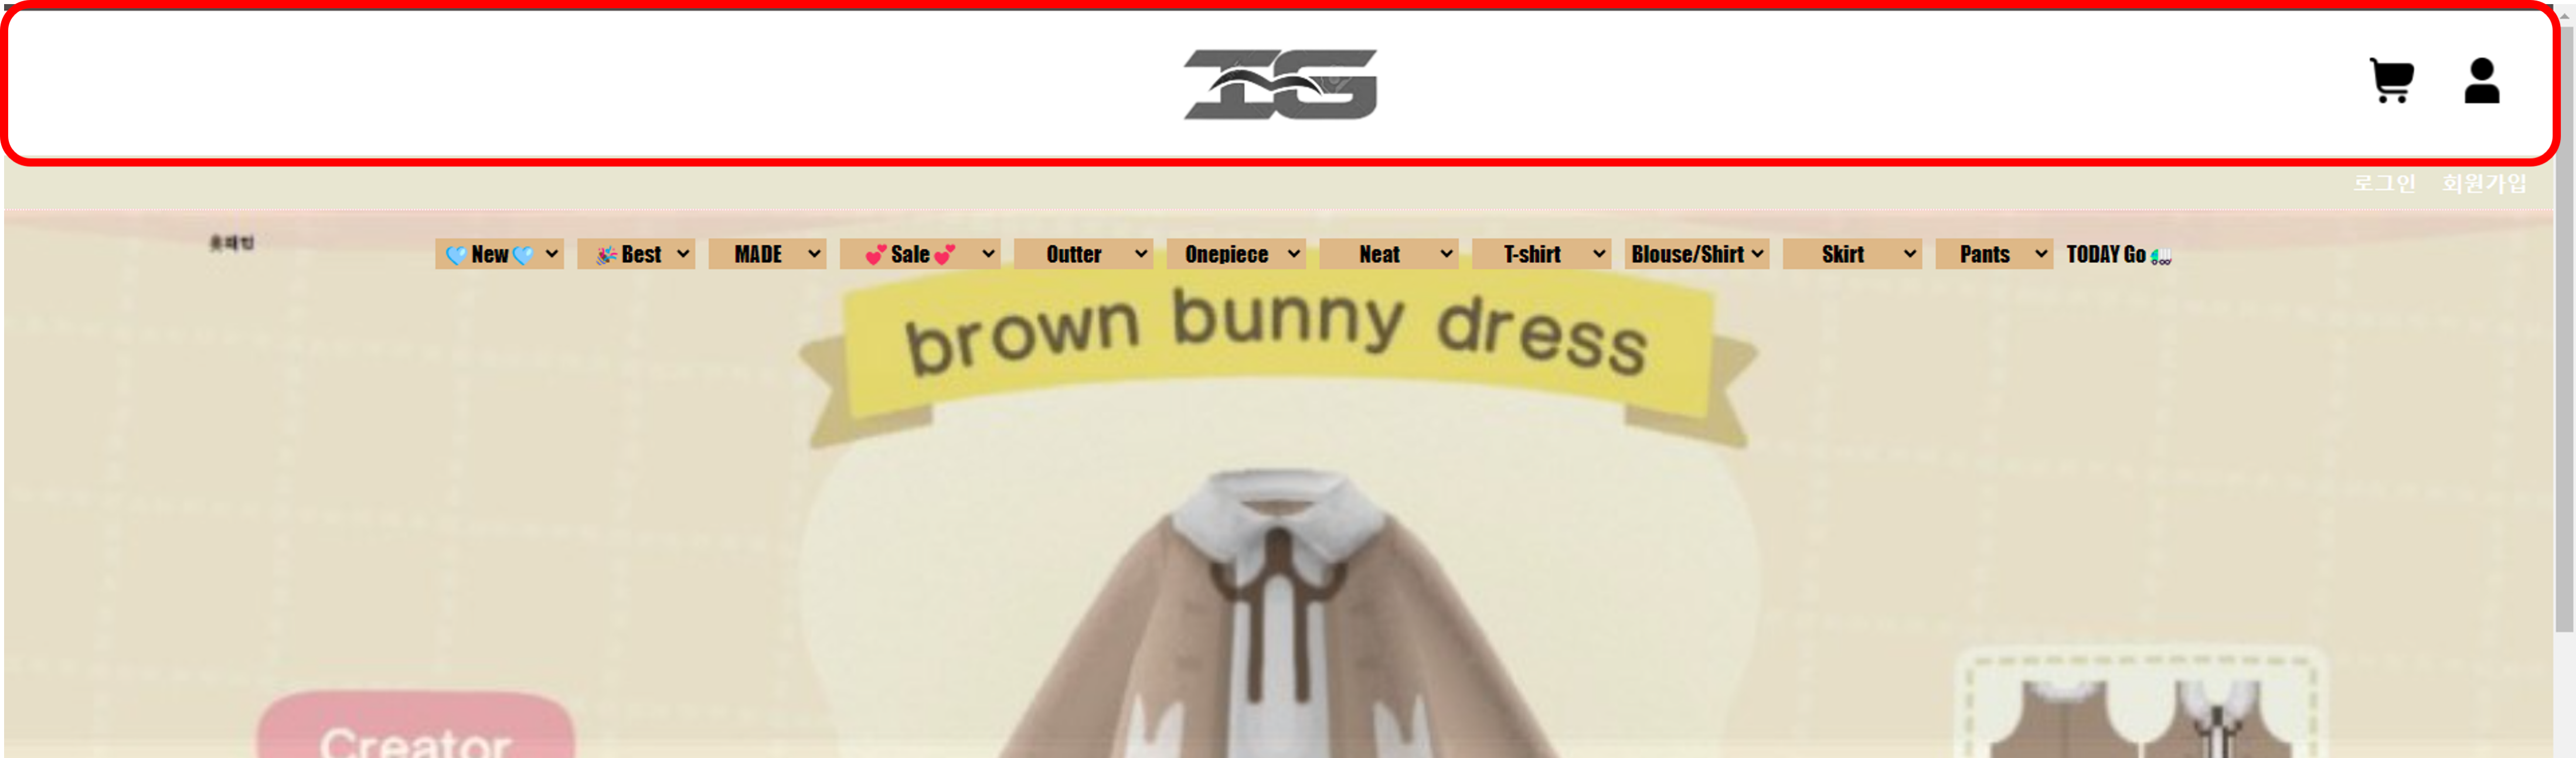 IG
로그인 회원가입
🩵 New 🩵 🎉 Best MADE 💕 Sale 💕 Outter Onepiece Neat T-shirt Blouse/Shirt Skirt Pants TODAY Go 🚛
brown bunny dress
Creator